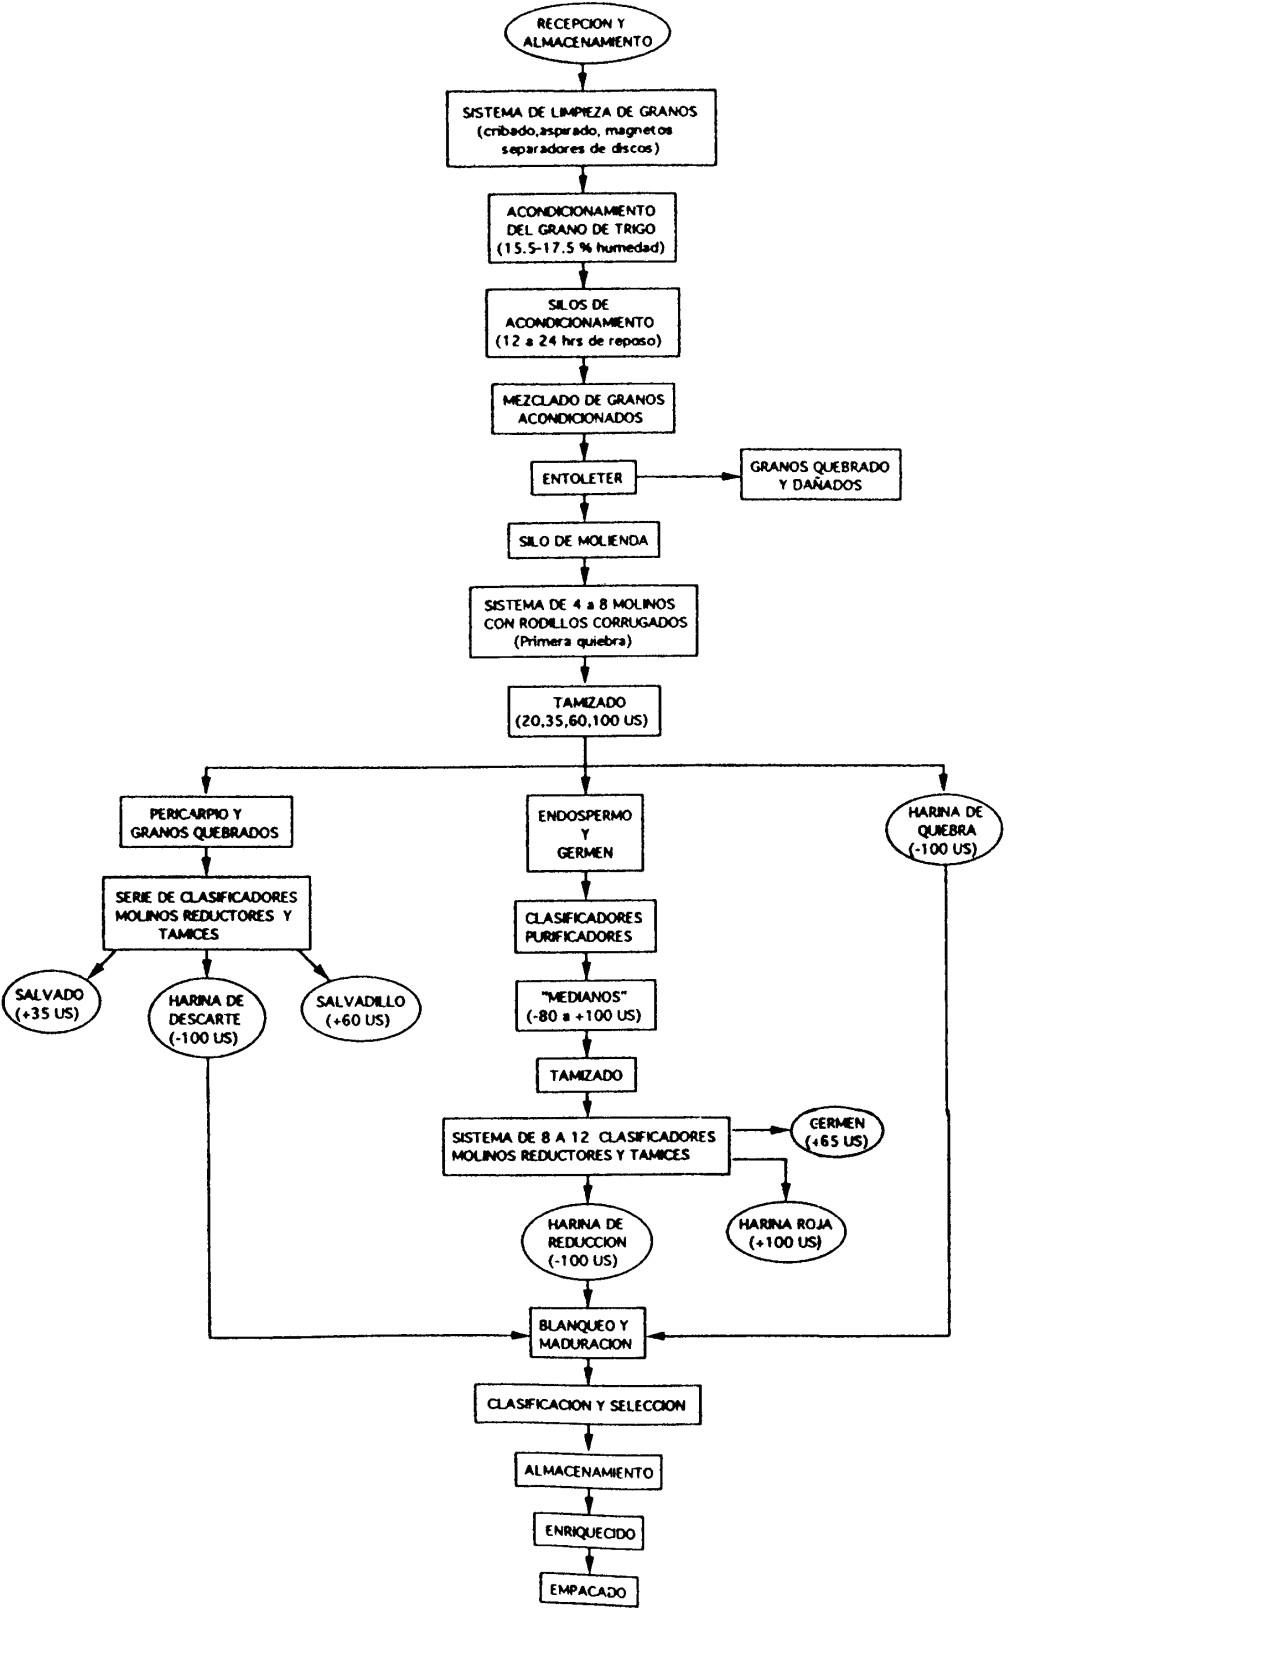 RECEPCION Y
ALMACENAMIENTO
SISTEMA DE LIMPIEZA DE GRANOS
(cribado,aspirado, magnetos
separadores de discos)
ACONDICIONAMIENTO
DEL GRANO DE TRIGO
(15.5-17.5 % humedad)
SILOS DE
ACONDICIONAMIENTO
(12 a 24 hrs de reposo)
MEZCLADO DE GRANOS
ACONDICIONADOS
ENTOLETER
GRANOS QUEBRADO
Y DAÑADOS
SILO DE MOLIENDA
SISTEMA DE 4 a 8 MOLINOS
CON RODILLOS CORRUGADOS
(Primera quiebra)
TAMIZADO
(20,35,60,100 US)
PERICARPIO Y
GRANOS QUEBRADOS
ENDOSPERMO
Y
GERMEN
HARINA DE
QUIEBRA
(-100 US)
SERIE DE CLASIFICADORES
MOLINOS REDUCTORES Y
TAMICES
CLASIFICADORES
PURIFICADORES
SALVADO
(+35 US)
HARINA DE
DESCARTE
(-100 US)
SALVADILLO
(+60 US)
"MEDIANOS"
(-80 a +100 US)
TAMIZADO
SISTEMA DE 8 A 12 CLASIFICADORES
MOLINOS REDUCTORES Y TAMICES
GERMEN
(+65 US)
HARINA DE
REDUCCION
(-100 US)
HARINA ROJA
(+100 US)
BLANQUEO Y
MADURACION
CLASIFICACION Y SELECCION
ALMACENAMIENTO
ENRIQUECIDO
EMPACADO